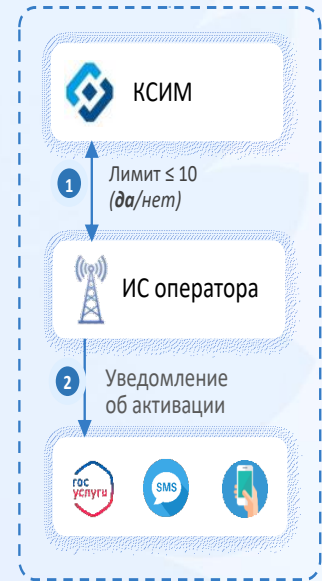 КСИМ
1
Лимит ≤ 10
(да/нет)
ИС оператора
2
Уведомление
об активации
гос
услуги
SMS